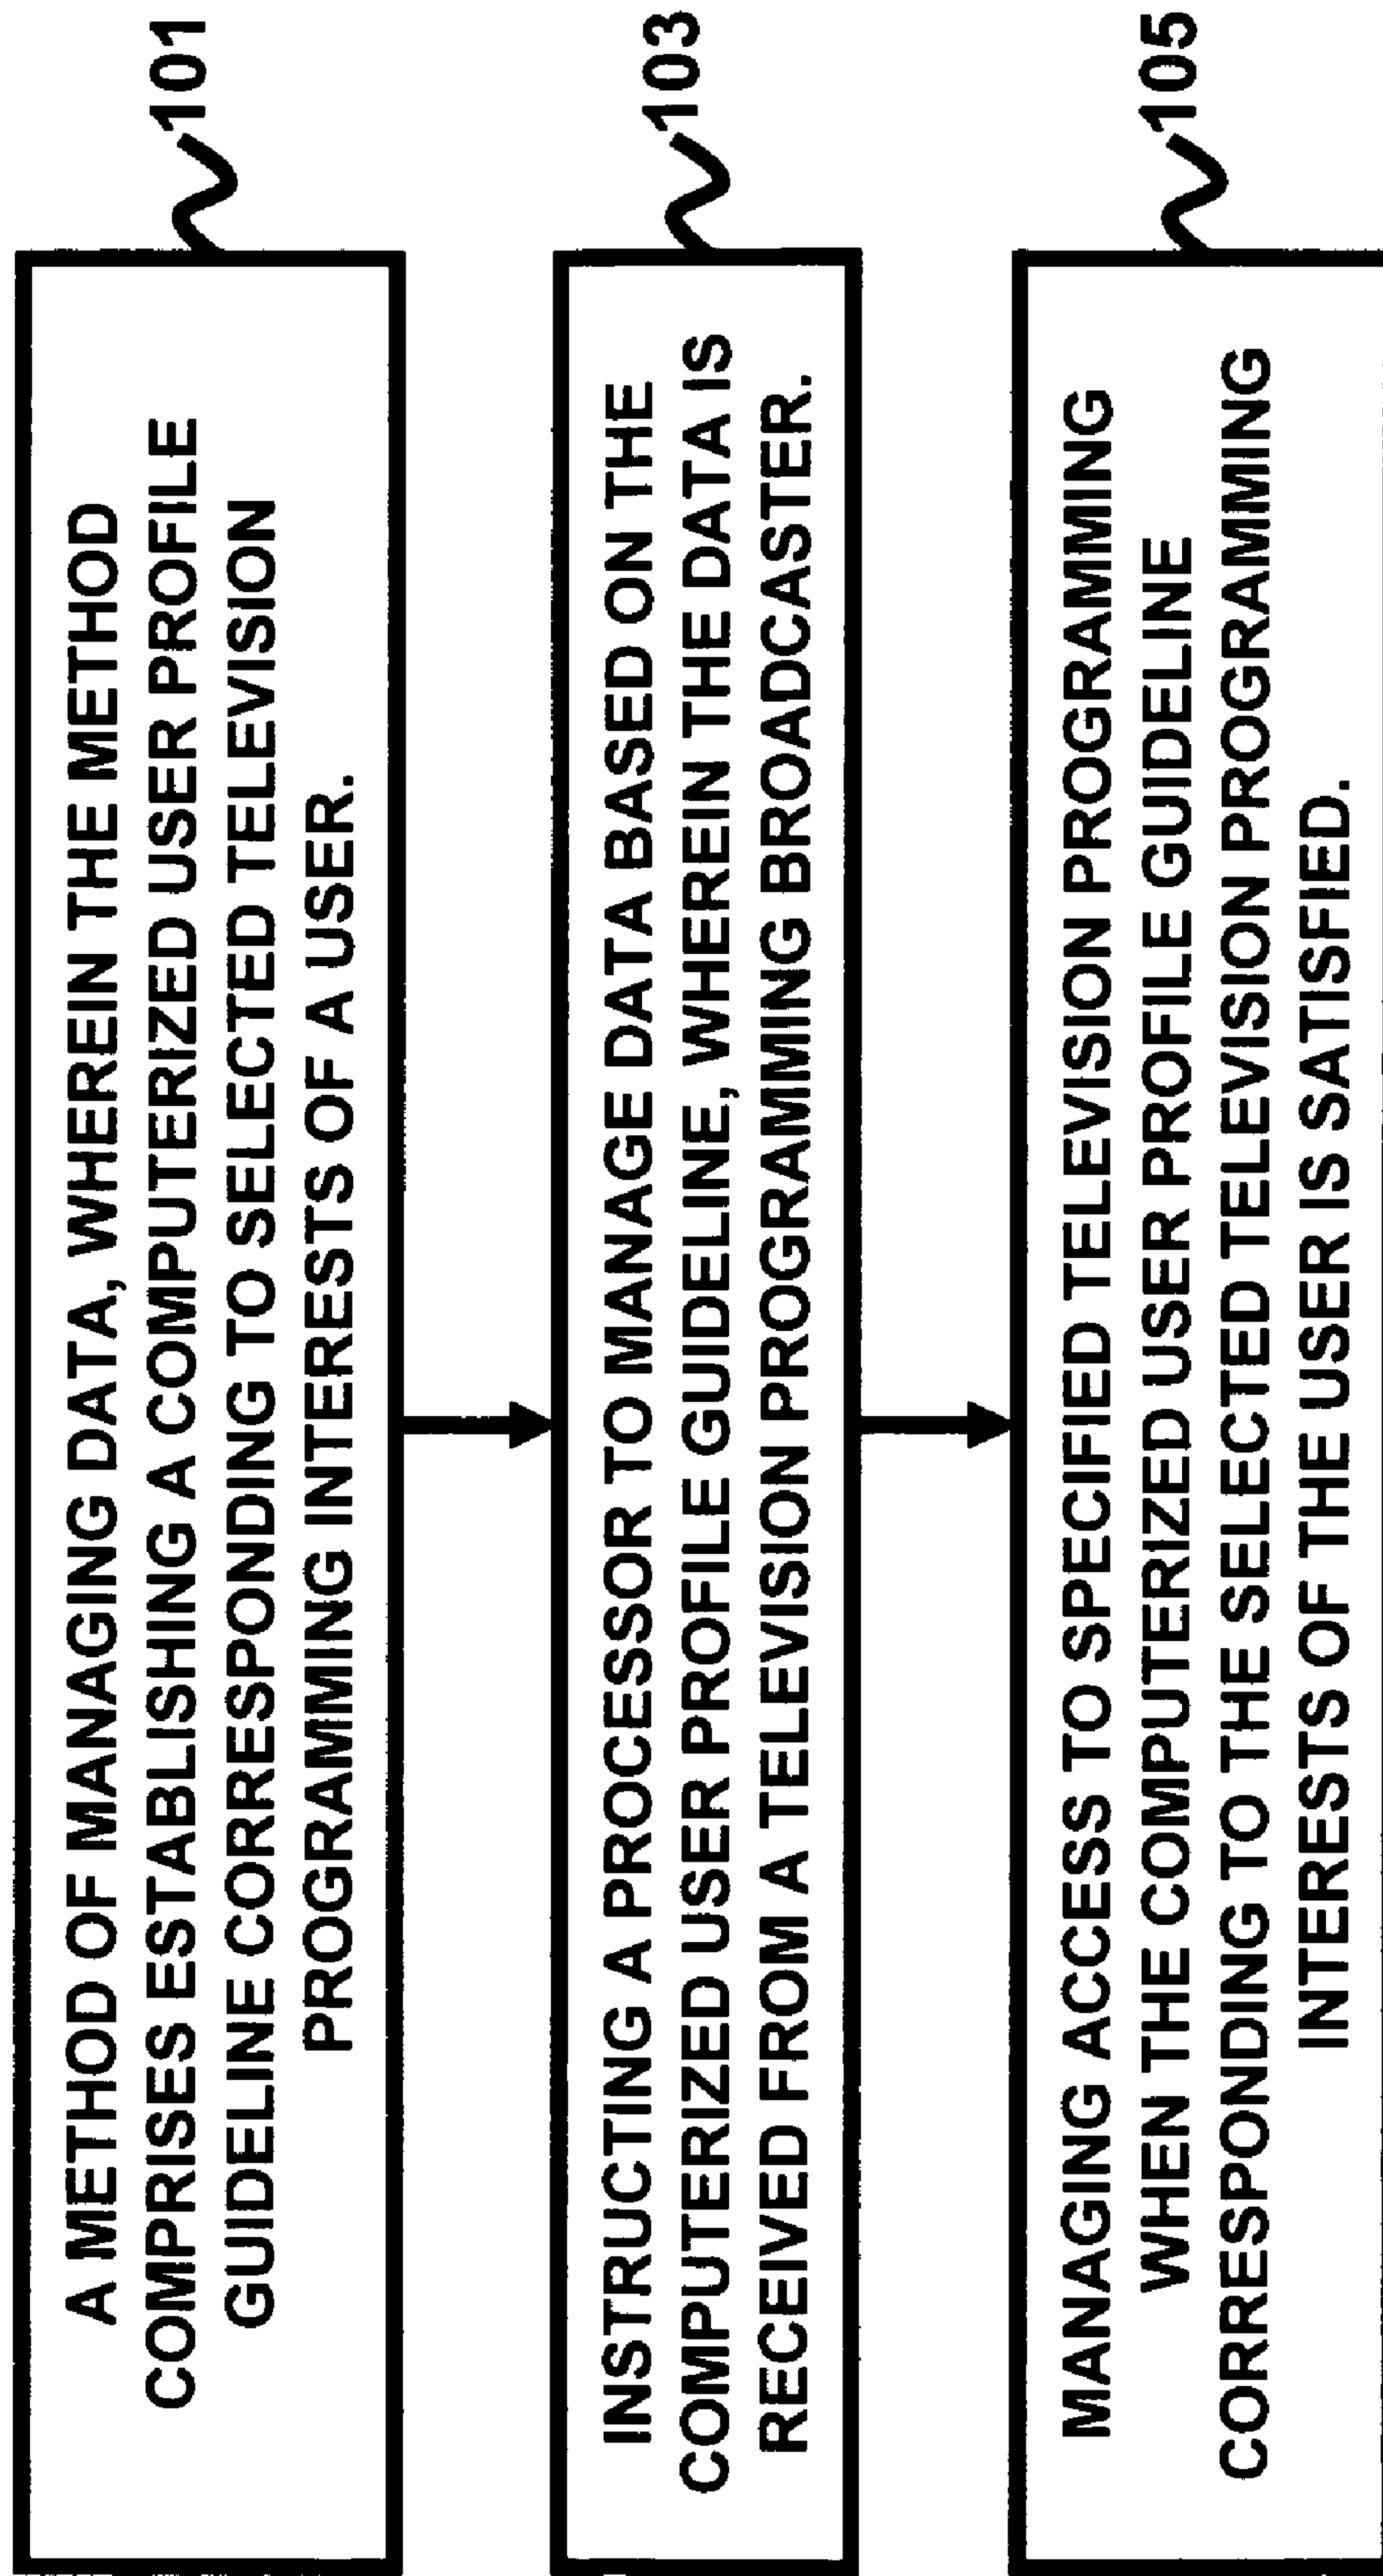 A METHOD OF MANAGING DATA, WHEREIN THE METHOD
COMPRISES ESTABLISHING A COMPUTERIZED USER PROFILE
GUIDELINE CORRESPONDING TO SELECTED TELEVISION
PROGRAMMING INTERESTS OF A USER.
101
INSTRUCTING A PROCESSOR TO MANAGE DATA BASED ON THE
COMPUTERIZED USER PROFILE GUIDELINE, WHEREIN THE DATA IS
RECEIVED FROM A TELEVISION PROGRAMMING BROADCASTER.
103
MANAGING ACCESS TO SPECIFIED TELEVISION PROGRAMMING
WHEN THE COMPUTERIZED USER PROFILE GUIDELINE
CORRESPONDING TO THE SELECTED TELEVISION PROGRAMMING
INTERESTS OF THE USER IS SATISFIED.
105